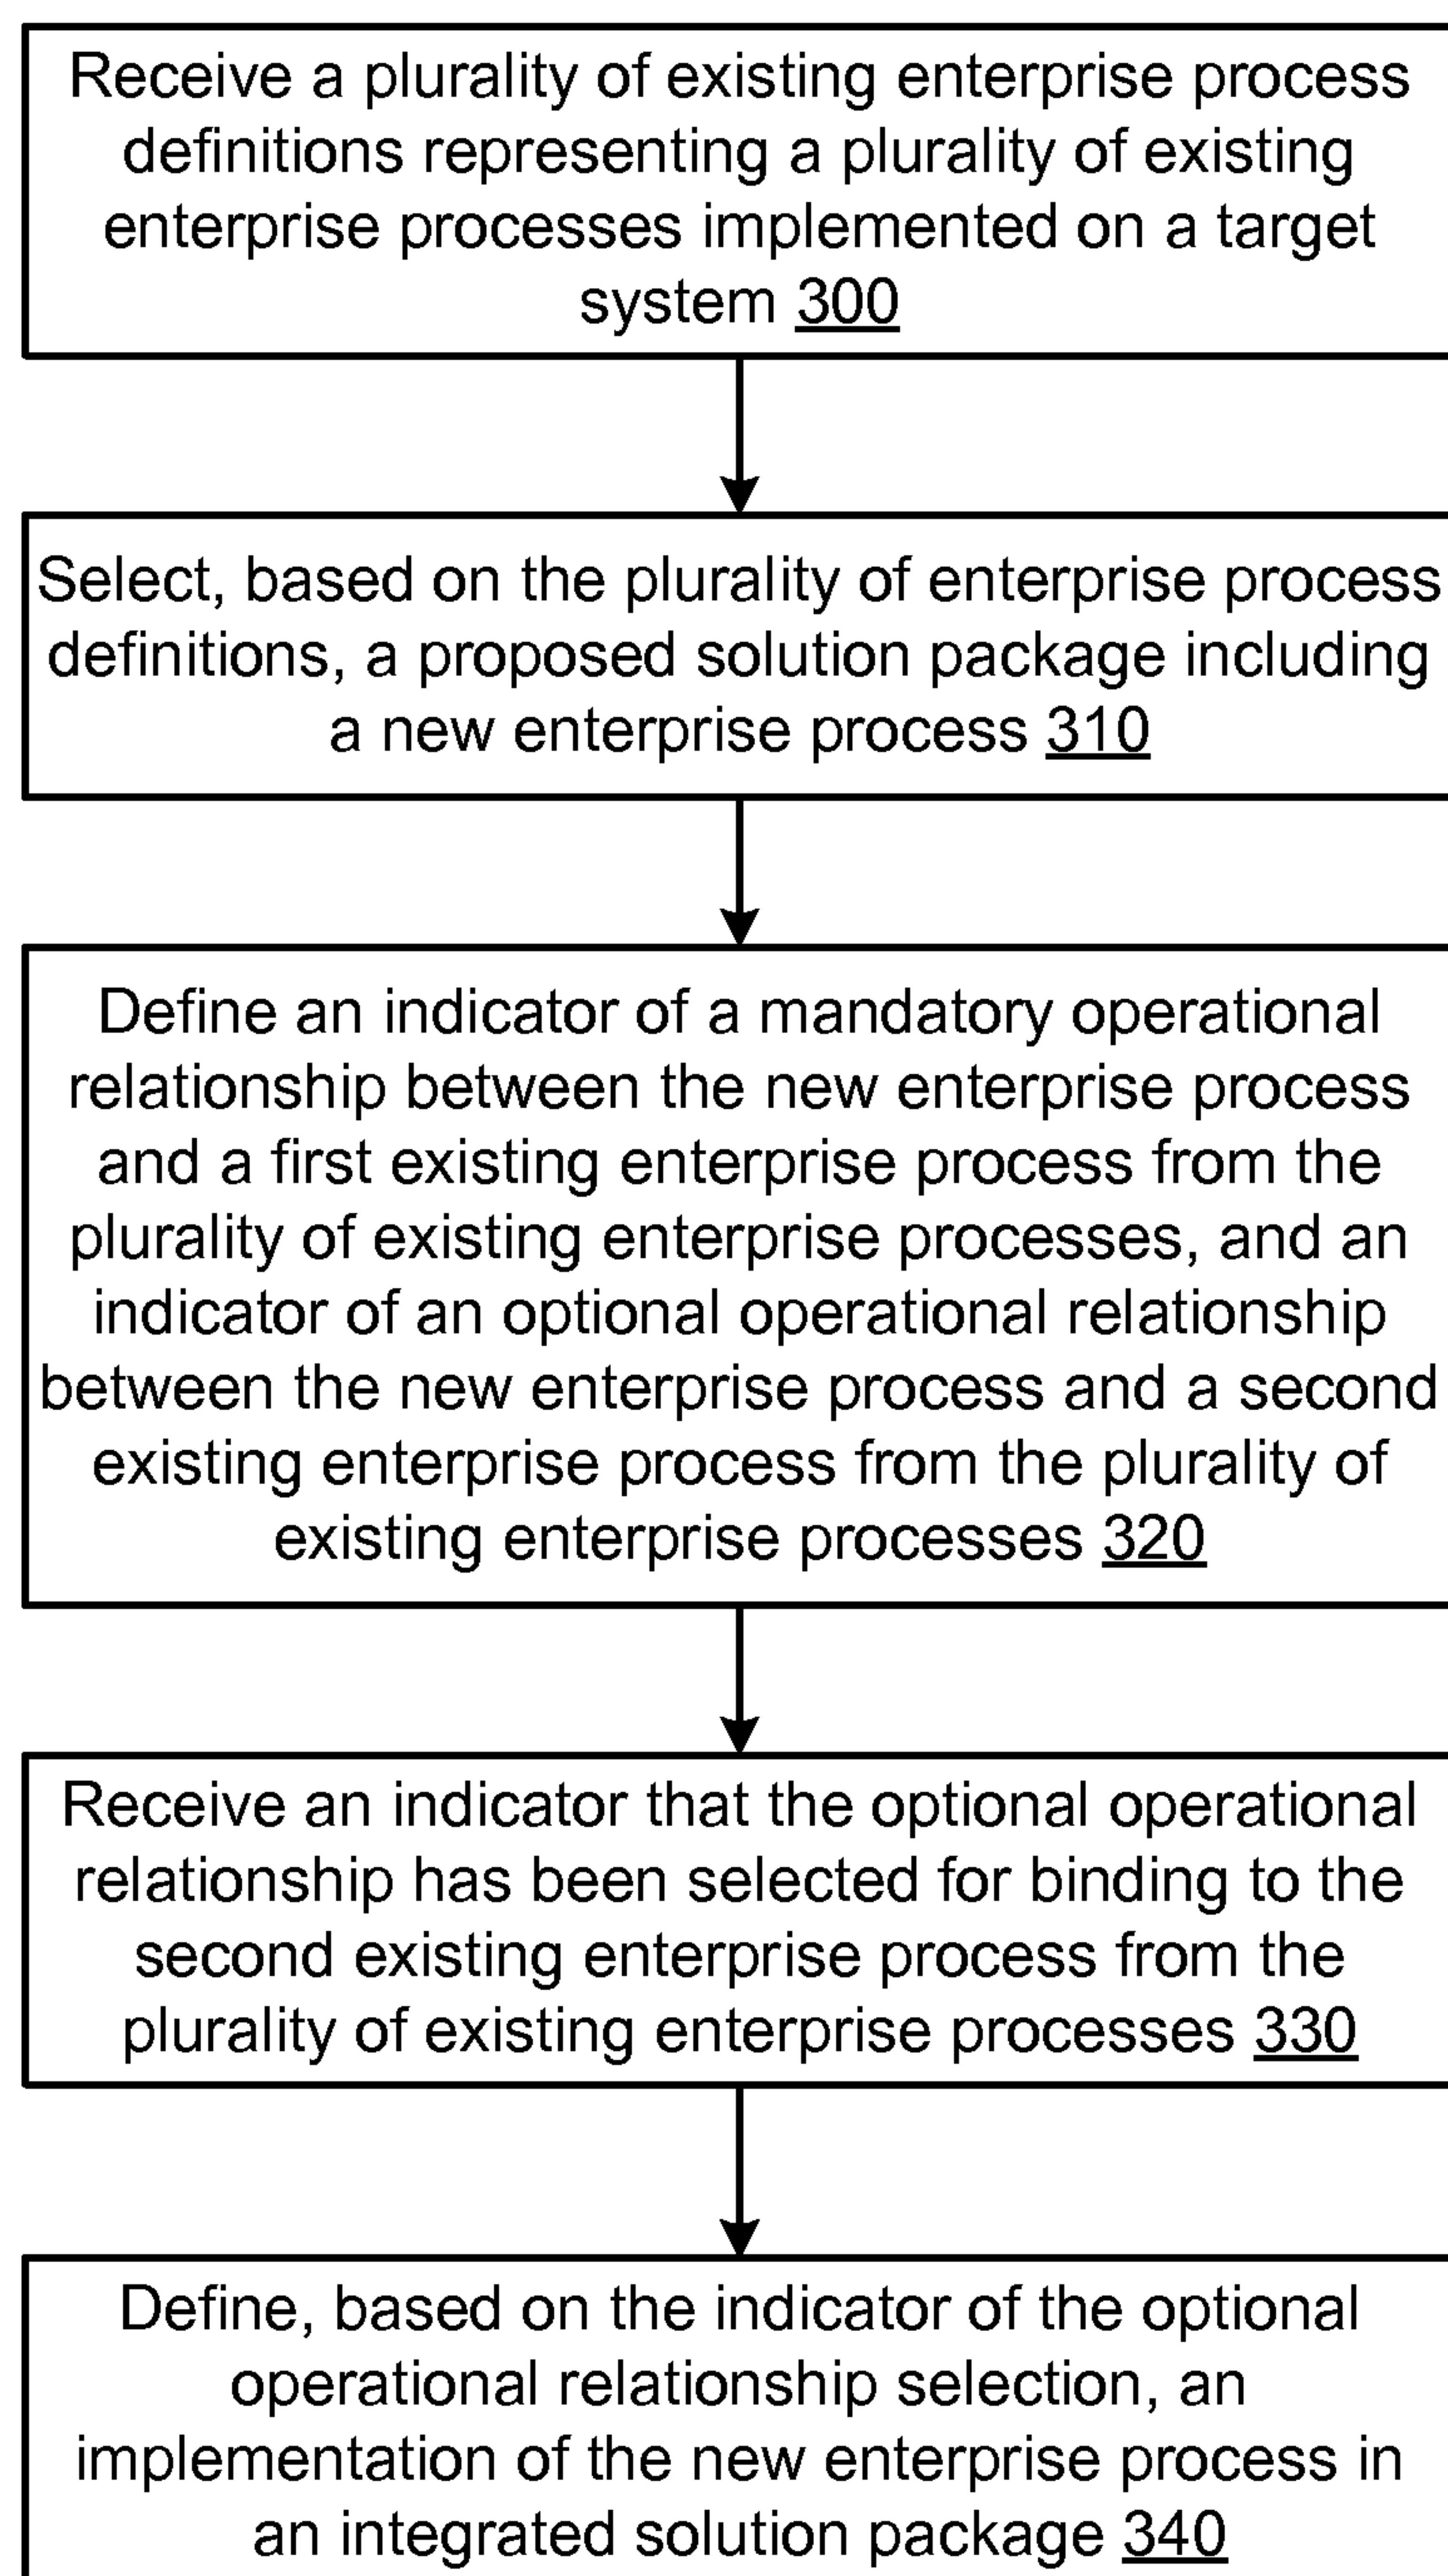 Receive a plurality of existing enterprise process
definitions representing a plurality of existing
enterprise processes implemented on a target
system 300
Select, based on the plurality of enterprise process
definitions, a proposed solution package including
a new enterprise process 310
Define an indicator of a mandatory operational
relationship between the new enterprise process
and a first existing enterprise process from the
plurality of existing enterprise processes, and an
indicator of an optional operational relationship
between the new enterprise process and a second
existing enterprise process from the plurality of
existing enterprise processes 320
Receive an indicator that the optional operational
relationship has been selected for binding to the
second existing enterprise process from the
plurality of existing enterprise processes 330
Define, based on the indicator of the optional
operational relationship selection, an
implementation of the new enterprise process in
an integrated solution package 340